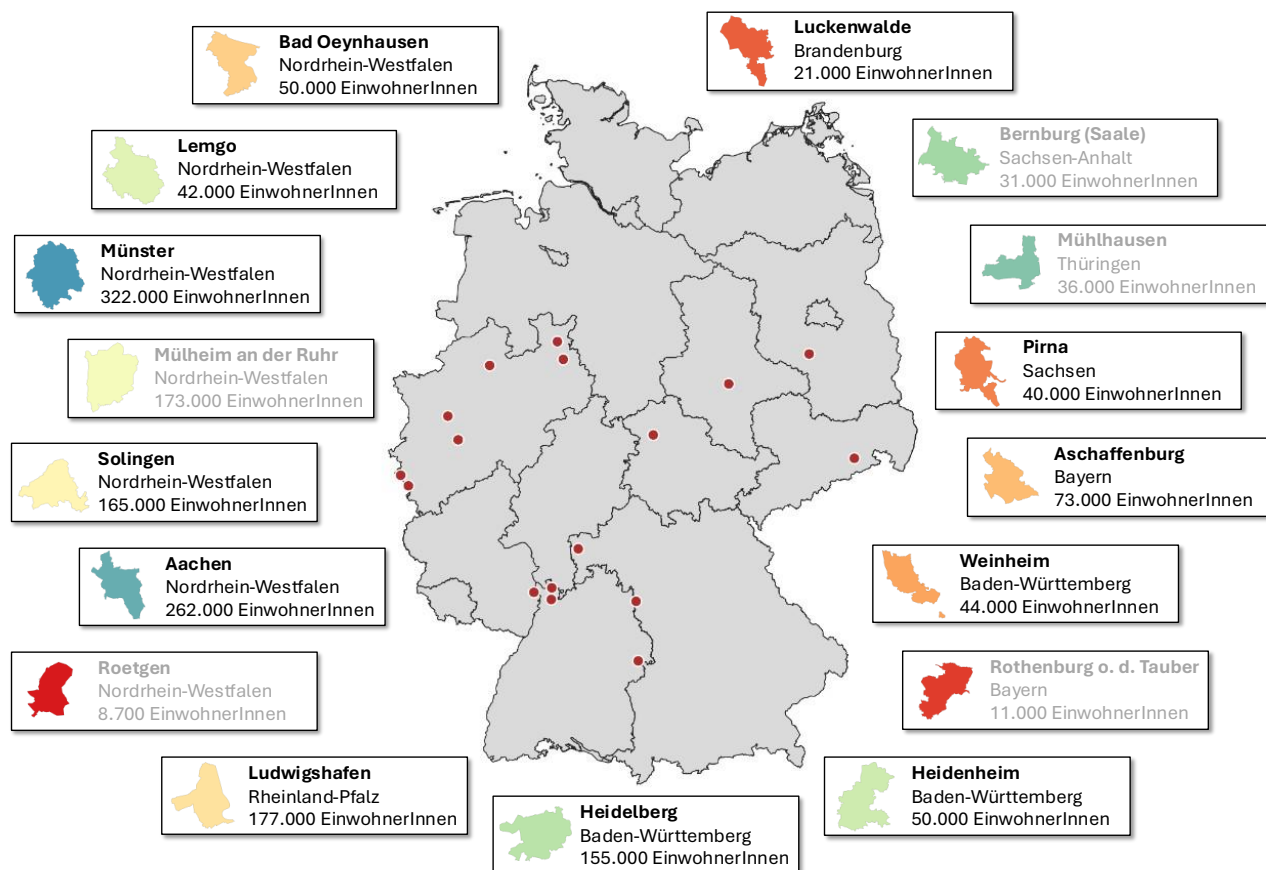 Bad Oeynhausen
Nordrhein-Westfalen
50.000 EinwohnerInnen
Luckenwalde
Brandenburg
21.000 EinwohnerInnen
Lemgo
Nordrhein-Westfalen
42.000 EinwohnerInnen
Bernburg (Saale)
Sachsen-Anhalt
31.000 EinwohnerInnen
Münster
Nordrhein-Westfalen
322.000 EinwohnerInnen
Mühlhausen
Thüringen
36.000 EinwohnerInnen
Mülheim an der Ruhr
Nordrhein-Westfalen
173.000 EinwohnerInnen
Pirna
Sachsen
40.000 EinwohnerInnen
Solingen
Nordrhein-Westfalen
165.000 EinwohnerInnen
Aschaffenburg
Bayern
73.000 EinwohnerInnen
Aachen
Nordrhein-Westfalen
262.000 EinwohnerInnen
Weinheim
Baden-Württemberg
44.000 EinwohnerInnen
Roetgen
Nordrhein-Westfalen
8.700 EinwohnerInnen
Rothenburg o. d. Tauber
Bayern
11.000 EinwohnerInnen
Ludwigshafen
Rheinland-Pfalz
177.000 EinwohnerInnen
Heidelberg
Baden-Württemberg
155.000 EinwohnerInnen
Heidenheim
Baden-Württemberg
50.000 EinwohnerInnen